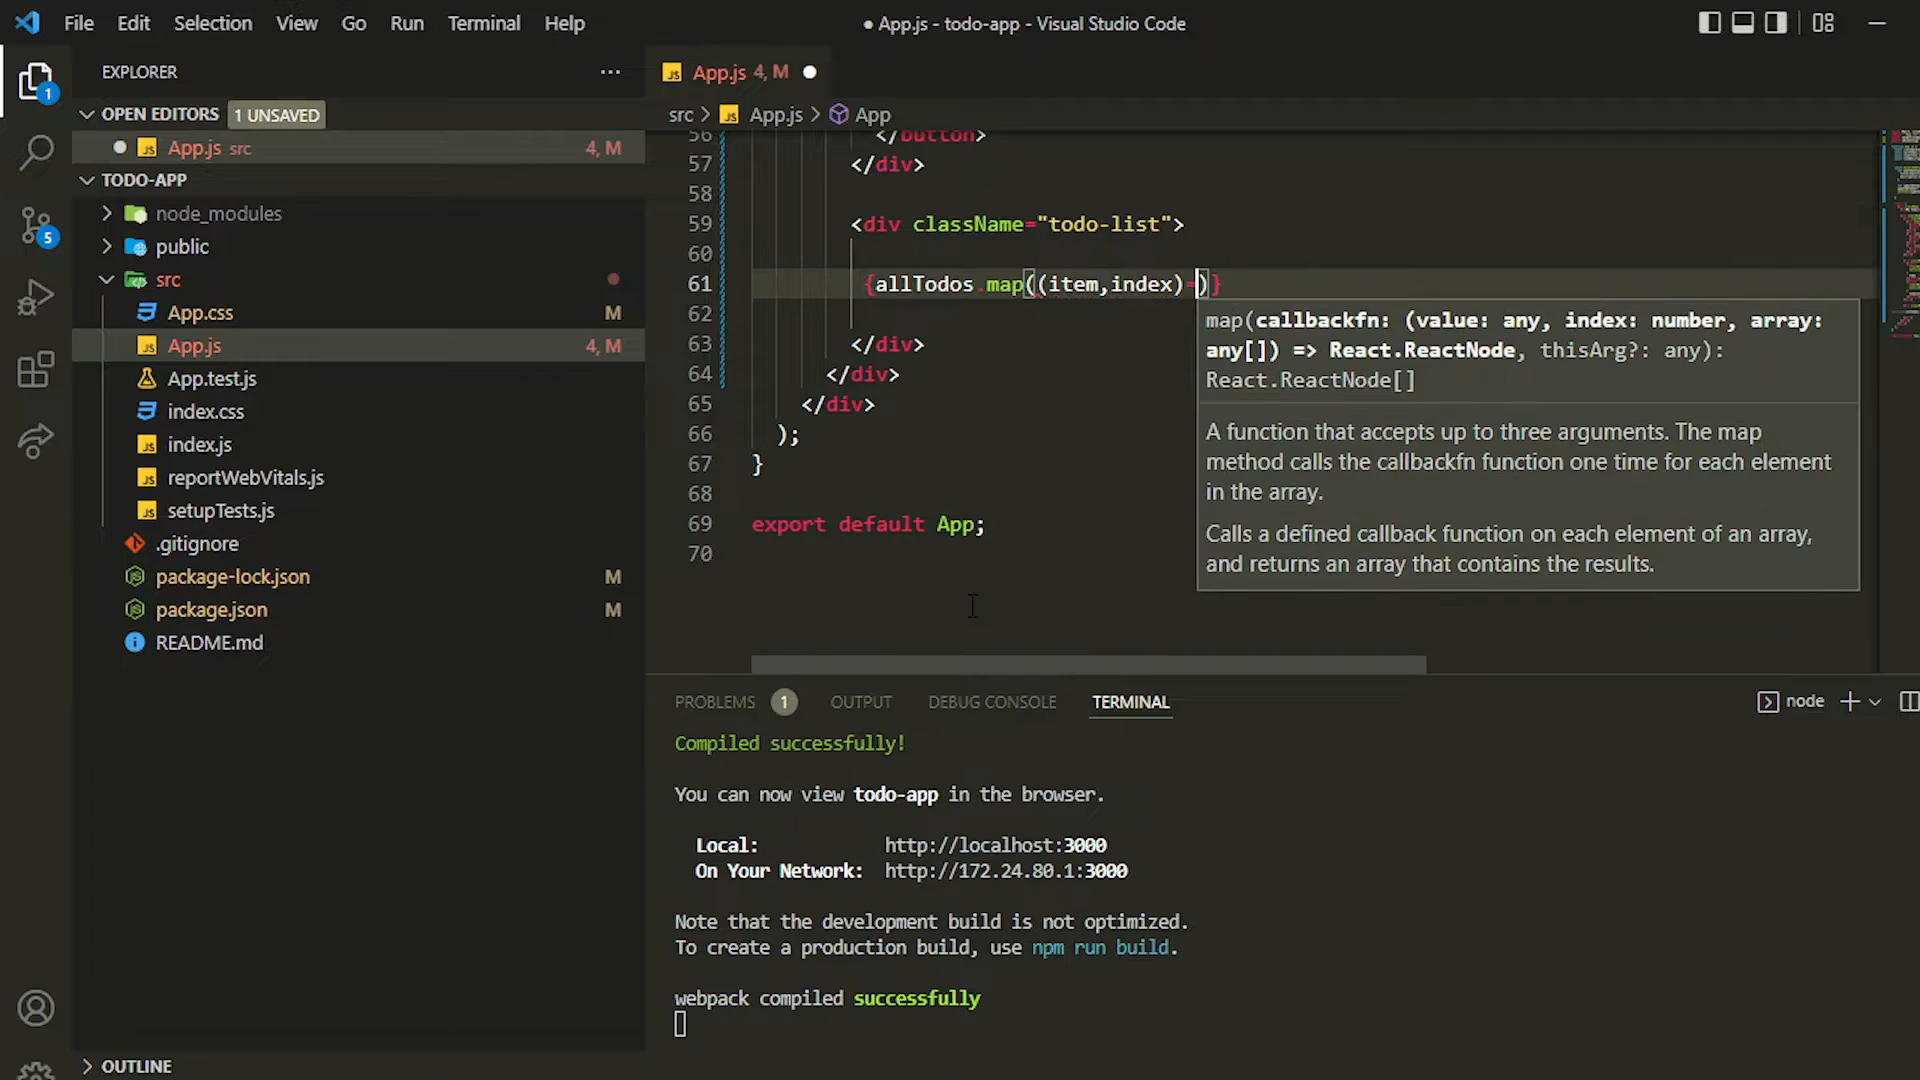 File Edit Selection View Go Run Terminal Help
● App.js - todo-app - Visual Studio Code
EXPLORER
OPEN EDITORS 1 UNSAVED
App.js src 4, M
TODO-APP
node_modules
public
src
App.css M
App.js 4, M
App.test.js
index.css
index.js
reportWebVitals.js
setupTests.js
.gitignore
package-lock.json M
package.json M
README.md
OUTLINE
1
5
App.js 4, M
src > App.js > App
56 </button>
57 </div>
58
59 <div className="todo-list">
60
61 {allTodos.map((item,index)=)}
62
63 </div>
64 </div>
65 </div>
66 );
67 }
68
69 export default App;
70
map(callbackfn: (value: any, index: number, array:
any[]) => React.ReactNode, thisArg?: any):
React.ReactNode[]
A function that accepts up to three arguments. The map
method calls the callbackfn function one time for each element
in the array.
Calls a defined callback function on each element of an array,
and returns an array that contains the results.
PROBLEMS 1 OUTPUT DEBUG CONSOLE TERMINAL
node
Compiled successfully!
You can now view todo-app in the browser.
Local: http://localhost:3000
On Your Network: http://172.24.80.1:3000
Note that the development build is not optimized.
To create a production build, use npm run build.
webpack compiled successfully